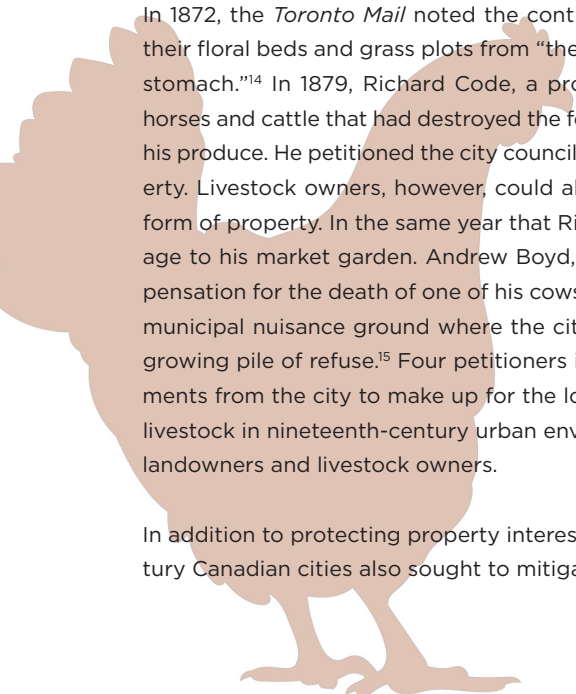 In 1872, the Toronto Mail noted the cont
their floral beds and grass plots from “the
stomach.”¹⁴ In 1879, Richard Code, a pro
horses and cattle that had destroyed the f
his produce. He petitioned the city council
erty. Livestock owners, however, could al
form of property. In the same year that Ri
age to his market garden. Andrew Boyd,
pensation for the death of one of his cows
municipal nuisance ground where the cit
growing pile of refuse.¹⁵ Four petitioners i
ments from the city to make up for the lo
livestock in nineteenth-century urban env
landowners and livestock owners.
In addition to protecting property interes
tury Canadian cities also sought to mitiga